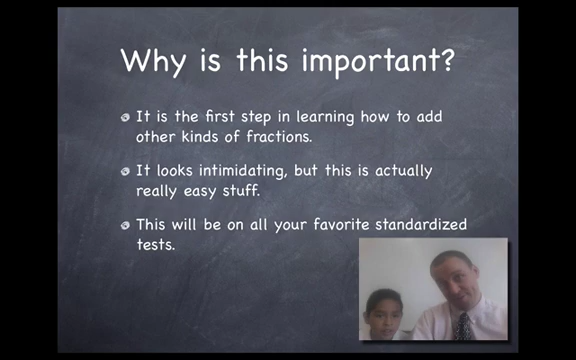 Why is this important?
It is the first step in learning how to add
other kinds of fractions.
It looks intimidating, but this is actually
really easy stuff.
This will be on all your favorite standardized
tests.